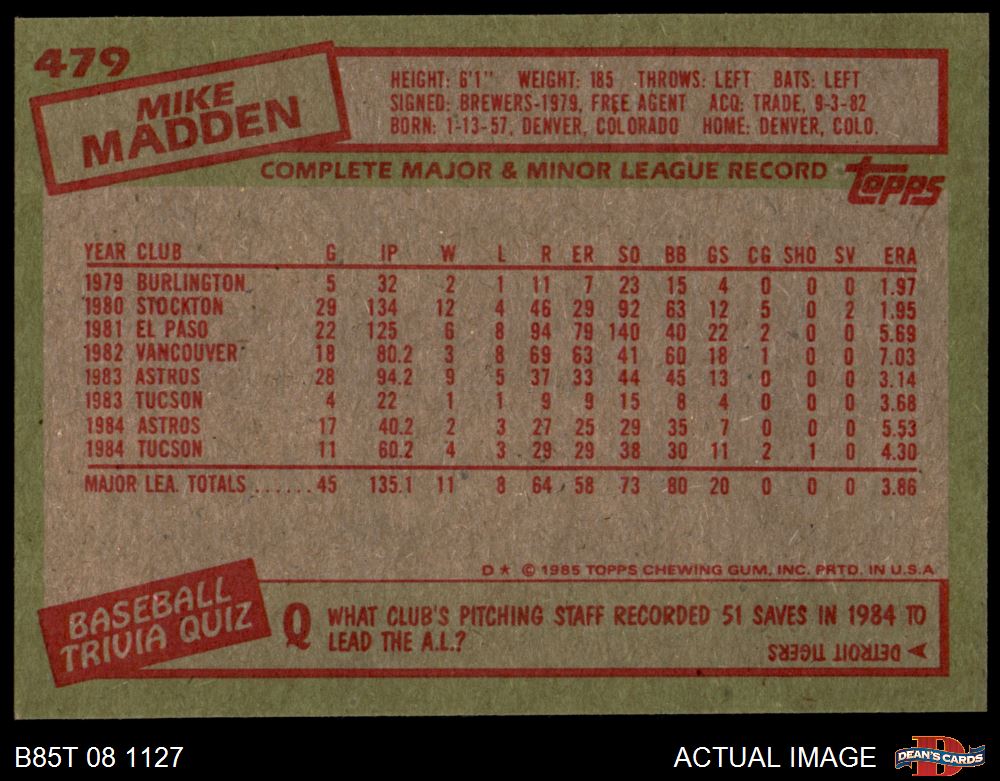 479
MIKE
MADDEN
HEIGHT: 6'1" WEIGHT: 185 THROWS: LEFT BATS: LEFT
SIGNED: BREWERS-1979, FREE AGENT ACQ: TRADE, 9-3-82
BORN: 1-13-57, DENVER, COLORADO HOME: DENVER, COLO.
COMPLETE MAJOR & MINOR LEAGUE RECORD
Topps
YEAR CLUB G IP W L R ER SO BB GS CG SHO SV ERA
1979 BURLINGTON 5 32 2 1 11 7 23 15 4 0 0 0 1.97
1980 STOCKTON 29 134 12 4 46 29 92 63 12 5 0 2 1.95
1981 EL PASO 22 125 6 8 94 79 140 40 22 2 0 0 5.69
1982 VANCOUVER 18 80.2 3 8 69 63 41 60 18 1 0 0 7.03
1983 ASTROS 28 94.2 9 5 37 33 44 45 13 0 0 0 3.14
1983 TUCSON 4 22 1 1 9 9 15 8 4 0 0 0 3.68
1984 ASTROS 17 40.2 2 3 27 25 29 35 7 0 0 0 5.53
1984 TUCSON 11 60.2 4 3 29 29 38 30 11 2 1 0 4.30
MAJOR LEA. TOTALS ...... 45 135.1 11 8 64 58 73 80 20 0 0 0 3.86
D ★ © 1985 TOPPS CHEWING GUM, INC. PRTD. IN U.S.A.
BASEBALL
TRIVIA QUIZ
Q WHAT CLUB'S PITCHING STAFF RECORDED 51 SAVES IN 1984 TO
LEAD THE A.L.?
DETROIT TIGERS
B85T 08 1127
ACTUAL IMAGE
DEAN'S CARDS